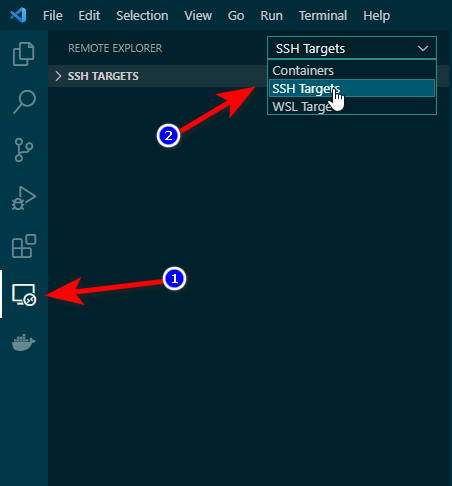 File Edit Selection View Go Run Terminal Help
REMOTE EXPLORER
SSH Targets
SSH TARGETS
Containers
SSH Targets
2
WSL Targe
1